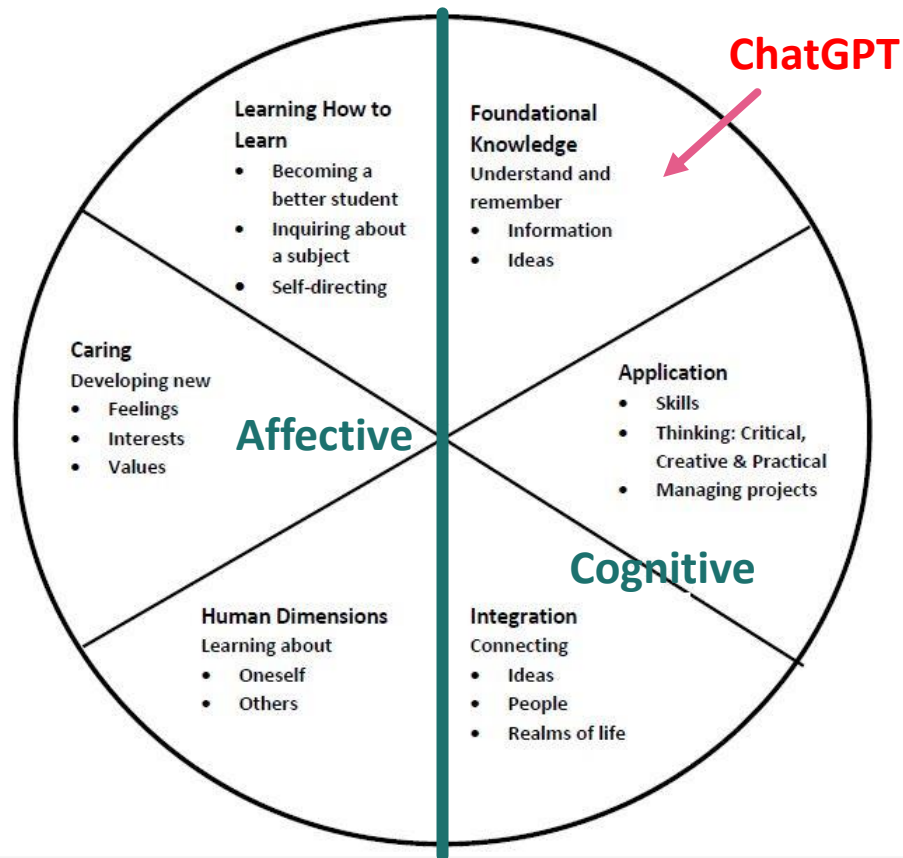 ChatGPT
Learning How to
Learn
• Becoming a
better student
• Inquiring about
a subject
• Self-directing
Foundational
Knowledge
Understand and
remember
• Information
• Ideas
Caring
Developing new
• Feelings
• Interests
• Values
Affective
Application
• Skills
• Thinking: Critical,
Creative & Practical
• Managing projects
Cognitive
Human Dimensions
Learning about
• Oneself
• Others
Integration
Connecting
• Ideas
• People
• Realms of life